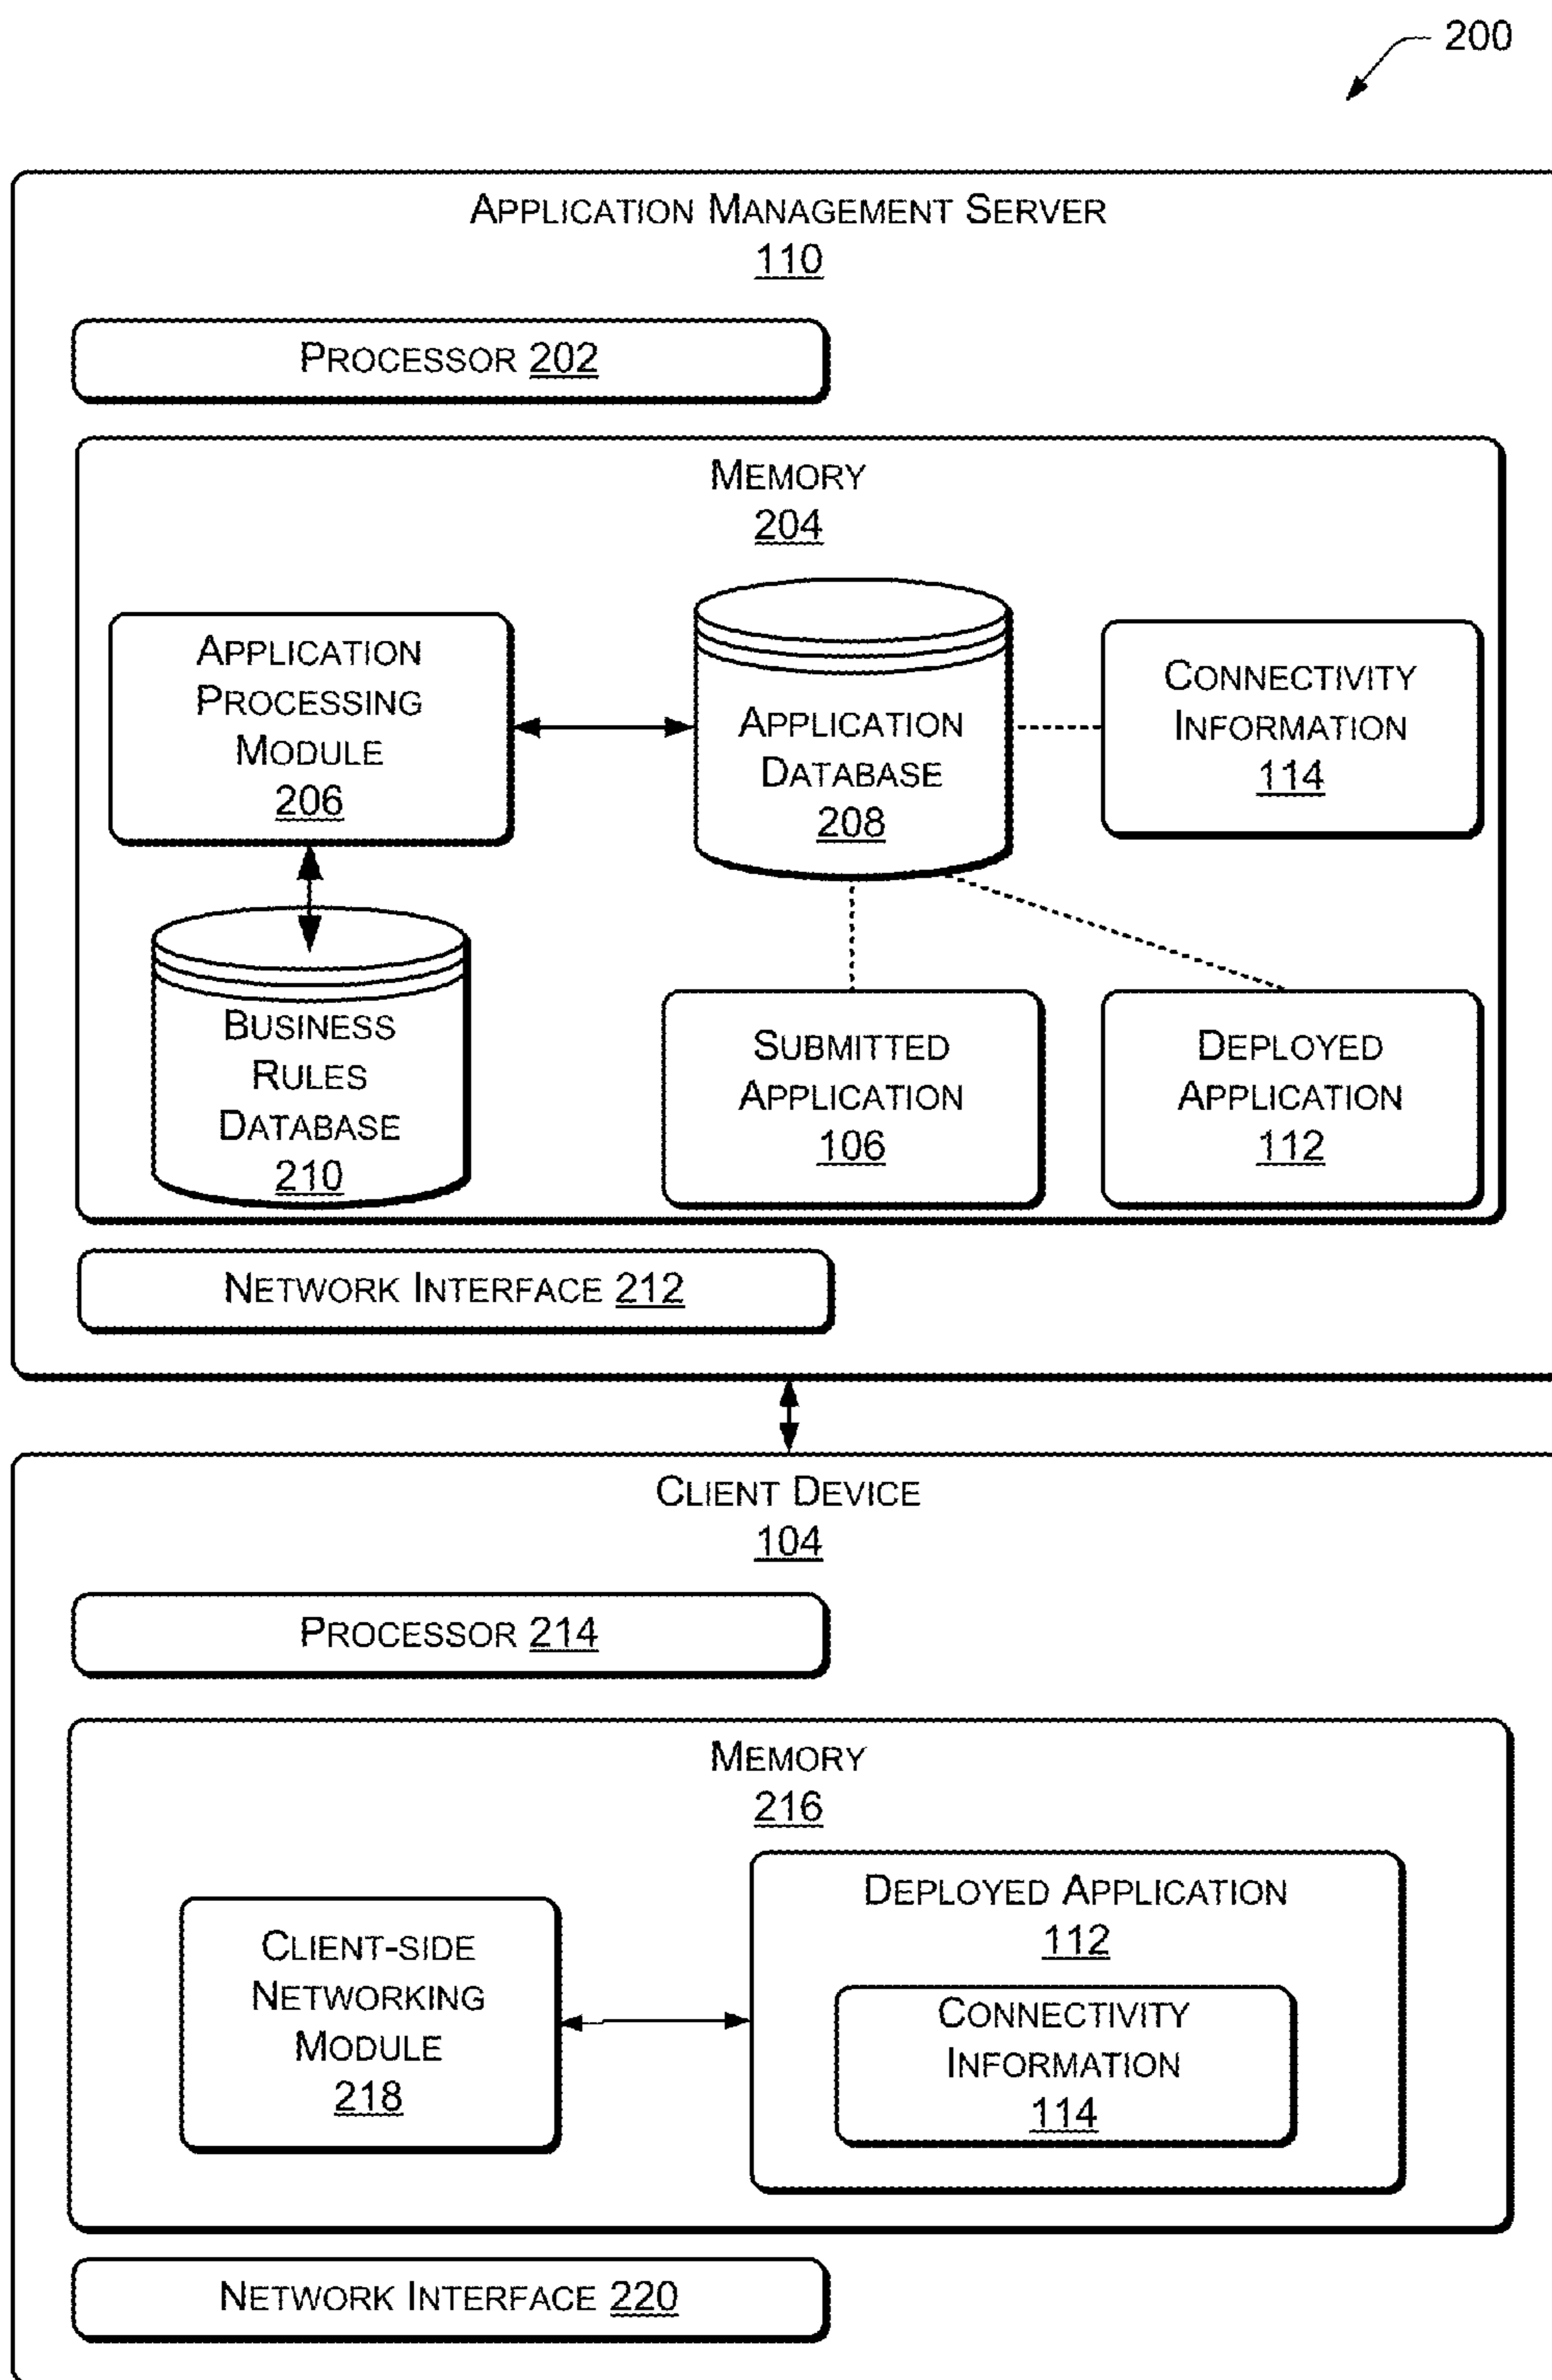 200
APPLICATION MANAGEMENT SERVER
110
PROCESSOR 202
MEMORY
204
APPLICATION
PROCESSING
MODULE
206
APPLICATION
DATABASE
208
CONNECTIVITY
INFORMATION
114
BUSINESS
RULES
DATABASE
210
SUBMITTED
APPLICATION
106
DEPLOYED
APPLICATION
112
NETWORK INTERFACE 212
CLIENT DEVICE
104
PROCESSOR 214
MEMORY
216
CLIENT-SIDE
NETWORKING
MODULE
218
DEPLOYED APPLICATION
112
CONNECTIVITY
INFORMATION
114
NETWORK INTERFACE 220